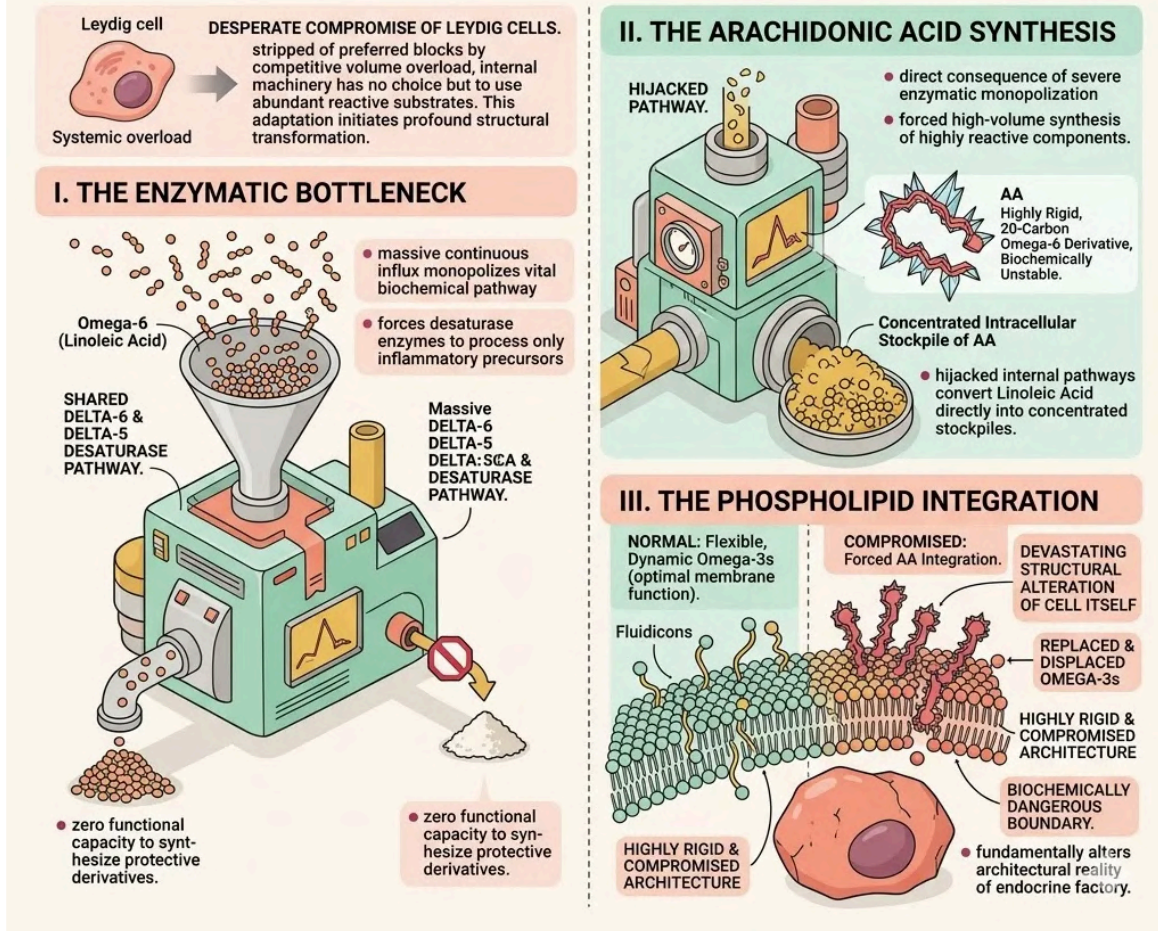 Leydig cell
Systemic overload
DESPERATE COMPROMISE OF LEYDIG CELLS.
stripped of preferred blocks by
competitive volume overload, internal
machinery has no choice but to use
abundant reactive substrates. This
adaptation initiates profound structural
transformation.
I. THE ENZYMATIC BOTTLENECK
massive continuous
influx monopolizes vital
biochemical pathway
forces desaturase
enzymes to process only
inflammatory precursors
Omega-6
(Linoleic Acid)
SHARED
DELTA-6 &
DELTA-5
DESATURASE
PATHWAY.
Massive
DELTA-6
DELTA-5
DELTA:SCA &
DESATURASE
PATHWAY.
zero functional
capacity to synt-
hesize protective
derivatives.
zero functional
capacity to syn-
hesize protective
derivatives.
II. THE ARACHIDONIC ACID SYNTHESIS
HIJACKED
PATHWAY.
direct consequence of severe
enzymatic monopolization
forced high-volume synthesis
of highly reactive components.
AA
Highly Rigid,
20-Carbon
Omega-6 Derivative,
Biochemically
Unstable.
Concentrated Intracellular
Stockpile of AA
hijacked internal pathways
convert Linoleic Acid
directly into concentrated
stockpiles.
III. THE PHOSPHOLIPID INTEGRATION
NORMAL: Flexible,
Dynamic Omega-3s
(optimal membrane
function).
Fluidicons
COMPROMISED:
Forced AA Integration.
DEVASTATING
STRUCTURAL
ALTERATION
OF CELL ITSELF
REPLACED &
DISPLACED
OMEGA-3s
HIGHLY RIGID &
COMPROMISED
ARCHITECTURE
BIOCHEMICALLY
DANGEROUS
BOUNDARY.
HIGHLY RIGID &
COMPROMISED
ARCHITECTURE
fundamentally alters
architectural reality
of endocrine factory.